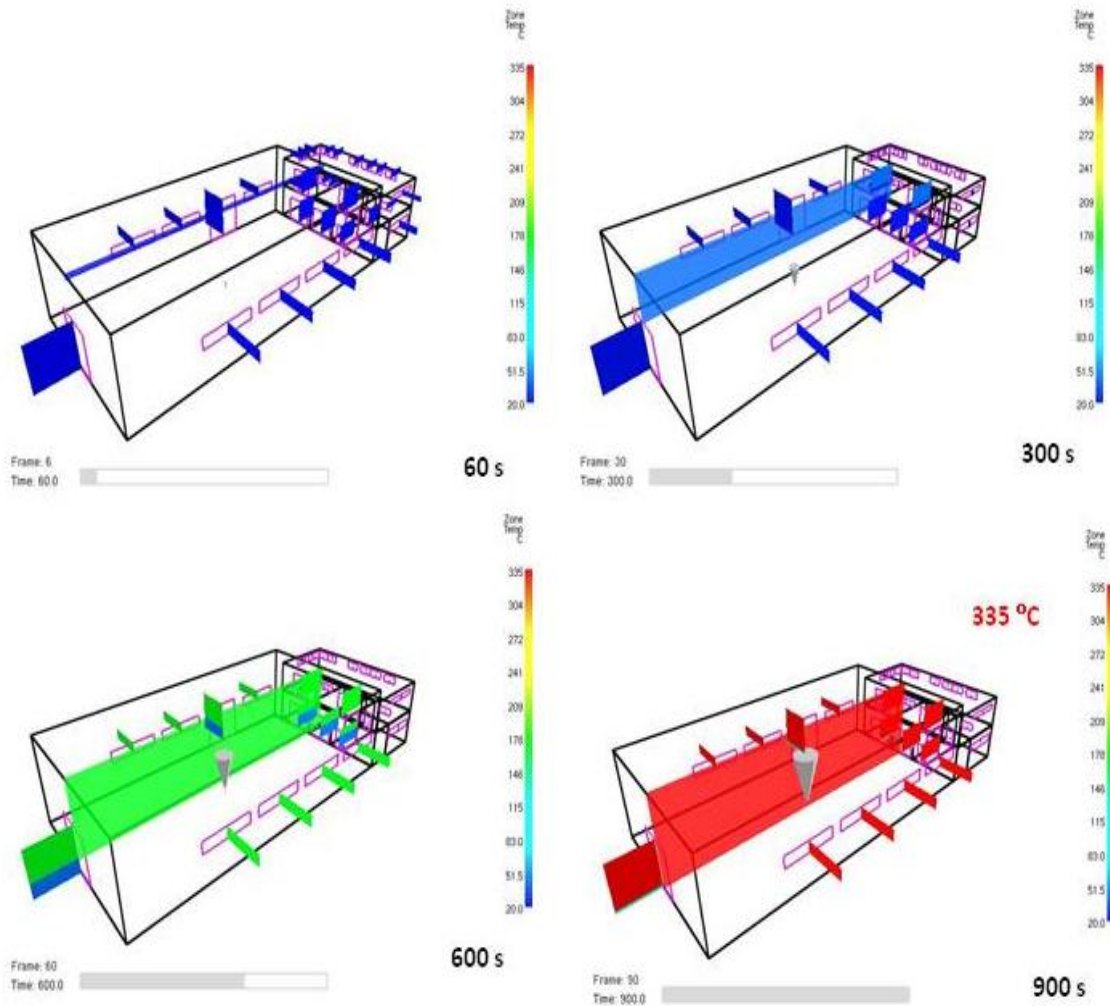 Zone
Temp
C
335
304
272
241
209
178
146
115
83.0
51.5
20.0
Frame: 6
Time: 60.0
60 s
Zone
Temp
C
335
304
272
241
209
178
146
115
83.0
51.5
20.0
Frame: 30
Time: 300.0
300 s
Zone
Temp
C
335
304
272
241
209
178
146
115
83.0
51.5
20.0
Frame: 60
Time: 600.0
600 s
Zone
Temp
C
335
304
272
241
209
178
146
115
83.0
51.5
20.0
335 ºC
Frame: 90
Time: 900.0
900 s